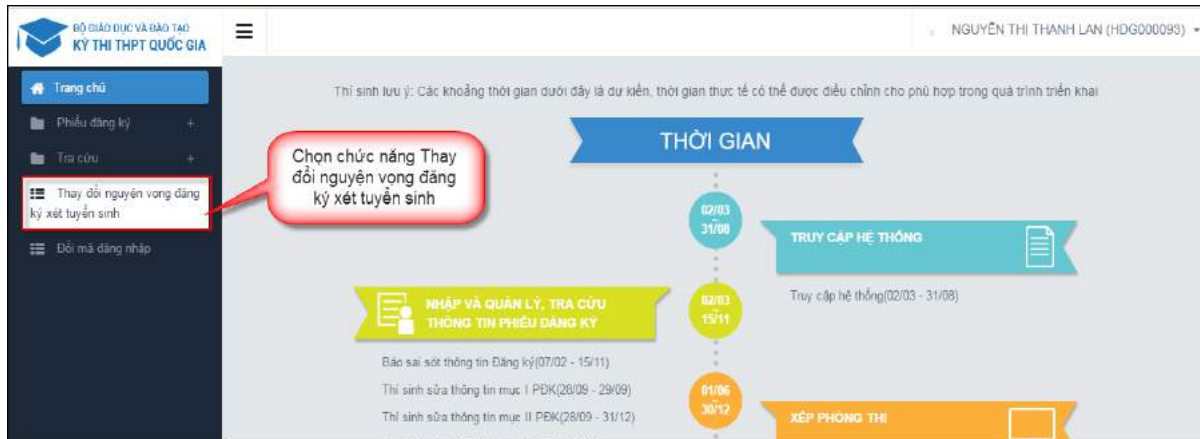 BỘ GIÁO DỤC VÀ ĐÀO TẠO
KỲ THI THPT QUỐC GIA
NGUYỄN THỊ THANH LAN (HDG000093)
Trang chủ
Phiếu đăng ký +
Tra cứu +
Thay đổi nguyện vọng đăng
ký xét tuyển sinh
Đổi mã đăng nhập
Chọn chức năng Thay
đổi nguyện vọng đăng
ký xét tuyển sinh
Thí sinh lưu ý: Các khoảng thời gian dưới đây là dự kiến, thời gian thực tế có thể được điều chỉnh cho phù hợp trong quá trình triển khai
THỜI GIAN
02/03
~
31/08
TRUY CẬP HỆ THỐNG
Truy cập hệ thống(02/03 - 31/08)
02/03
~
15/11
NHẬP VÀ QUẢN LÝ, TRA CỨU
THÔNG TIN PHIẾU ĐĂNG KÝ
Báo sai sót thông tin Đăng ký(07/02 - 15/11)
Thí sinh sửa thông tin mục I PĐK(28/09 - 29/09)
Thí sinh sửa thông tin mục II PĐK(28/09 - 31/12)
01/06
~
30/12
XẾP PHÒNG THI